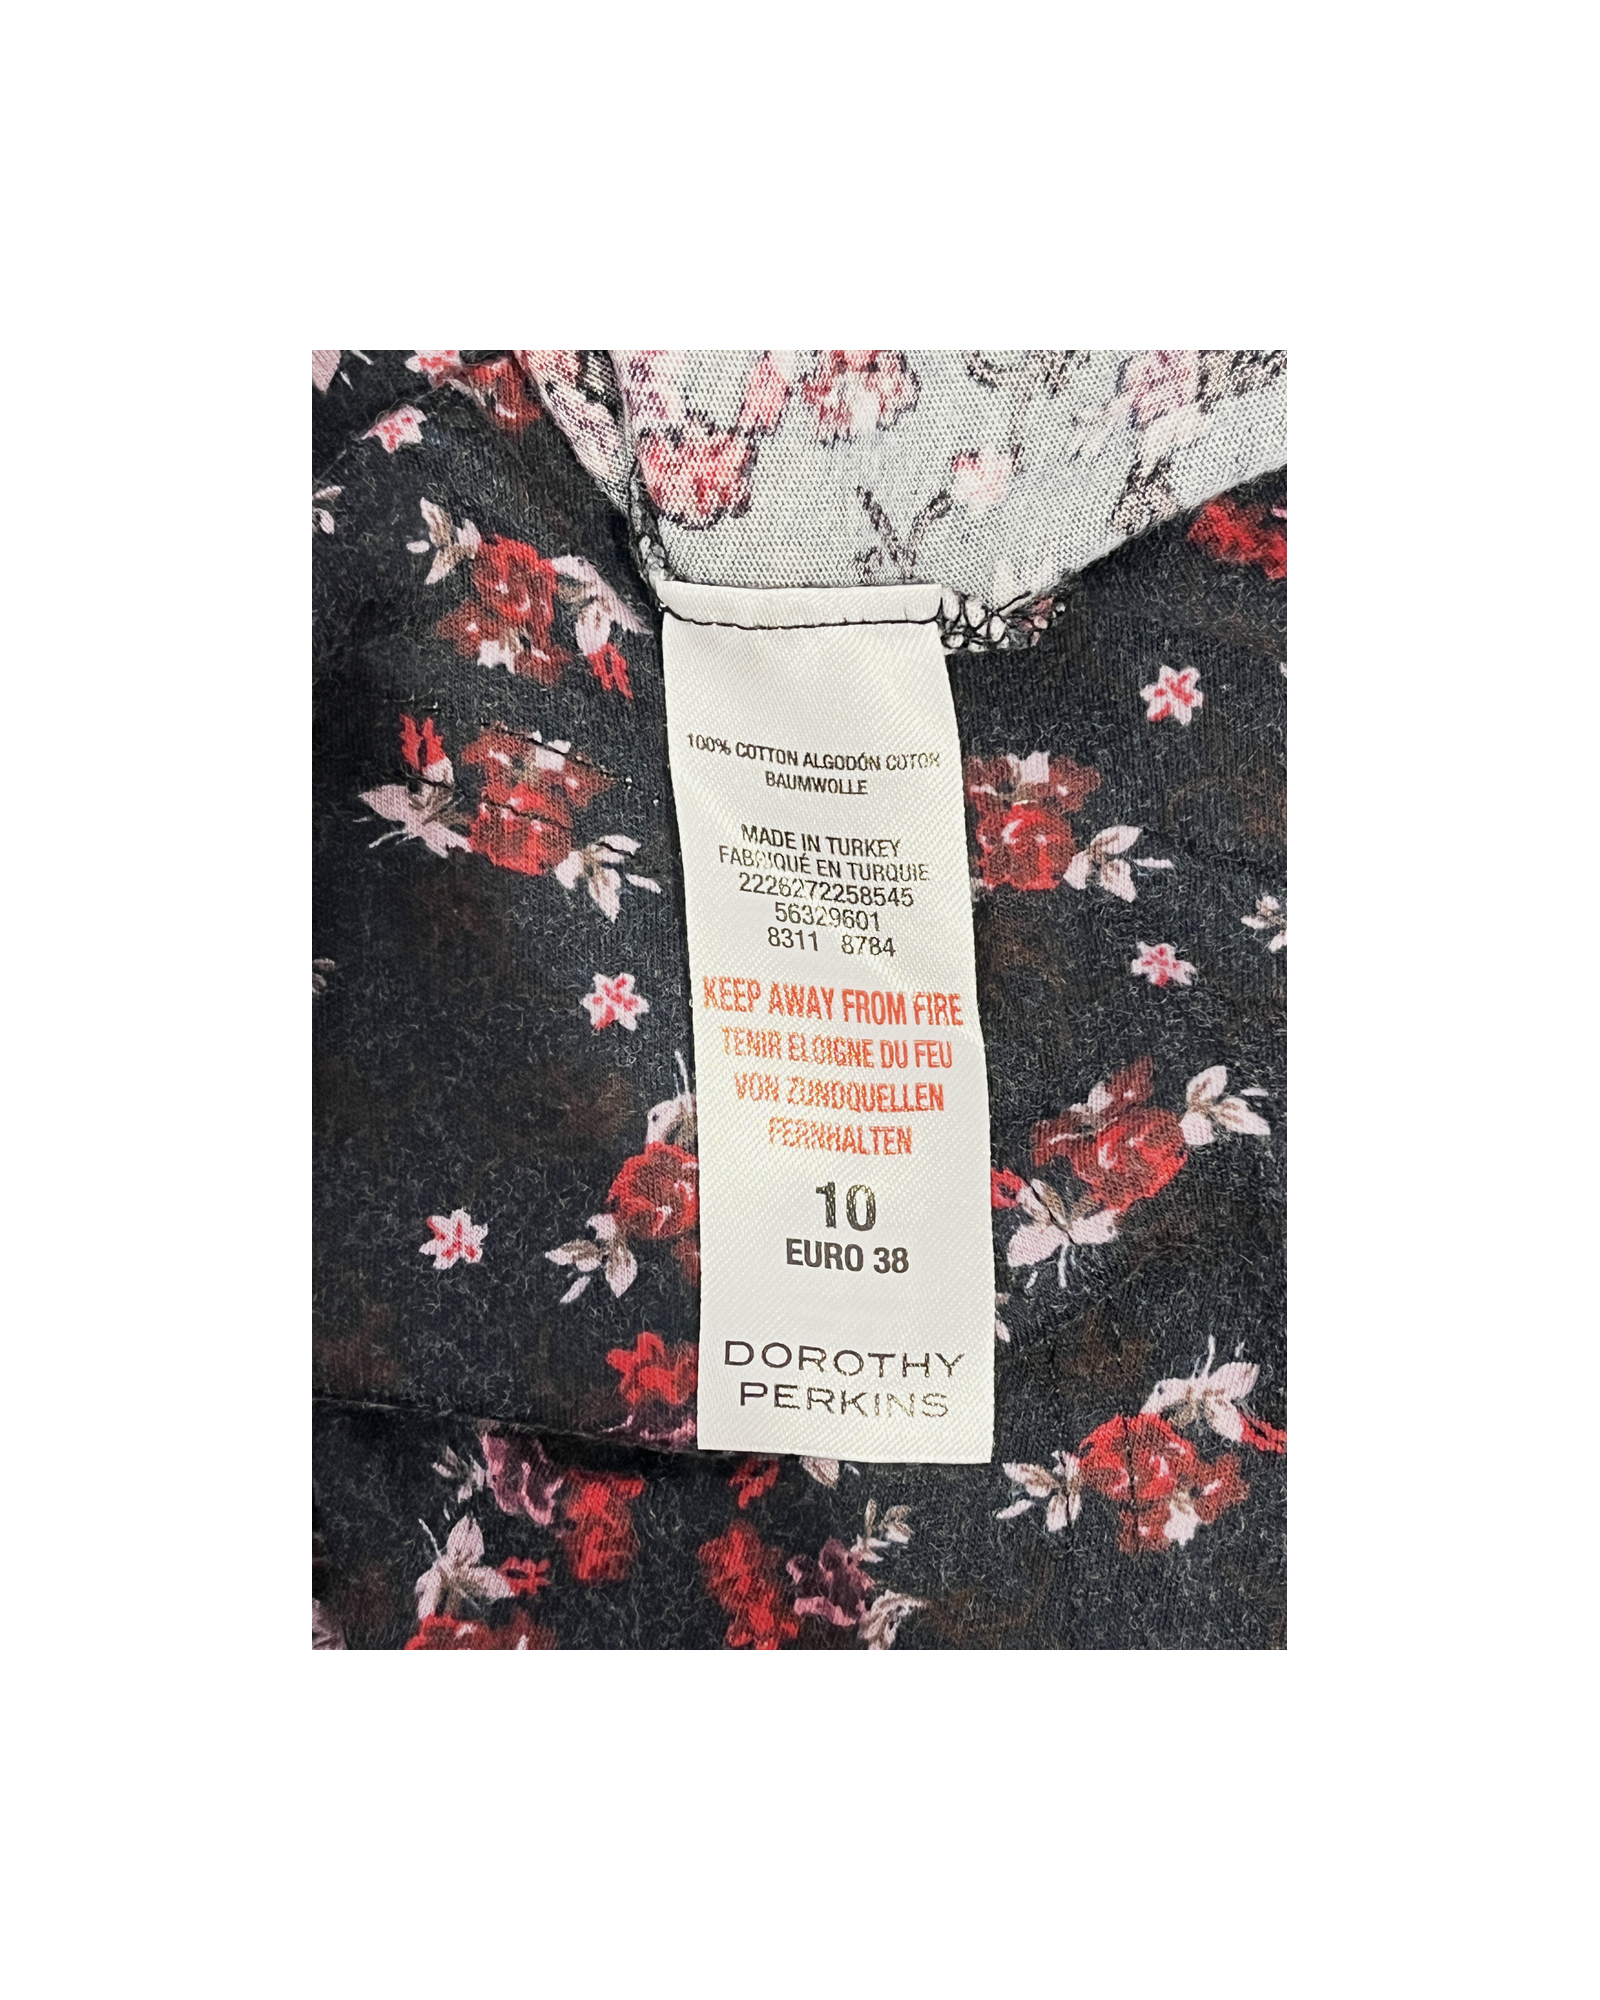 100% COTTON ALGODÓN COTON
BAUMWOLLE
MADE IN TURKEY
FABRIQUÉ EN TURQUIE
2226272258545
56329601
8311 8784
KEEP AWAY FROM FIRE
TENIR ELOIGNE DU FEU
VON ZUNDQUELLEN
FERNHALTEN
10
EURO 38
DOROTHY
PERKINS